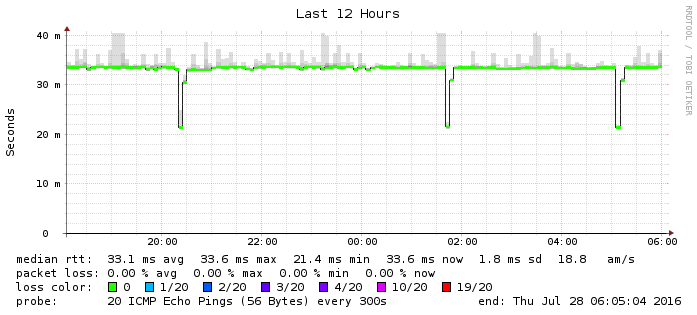 Last 12 Hours
RRDTOOL / TOBI OETIKER
Seconds
40 m
30 m
20 m
10 m
0
20:00 22:00 00:00 02:00 04:00 06:00
median rtt: 33.1 ms avg 33.6 ms max 21.4 ms min 33.6 ms now 1.8 ms sd 18.8 am/s
packet loss: 0.00 % avg 0.00 % max 0.00 % min 0.00 % now
loss color: 0 1/20 2/20 3/20 4/20 10/20 19/20
probe: 20 ICMP Echo Pings (56 Bytes) every 300s end: Thu Jul 28 06:05:04 2016